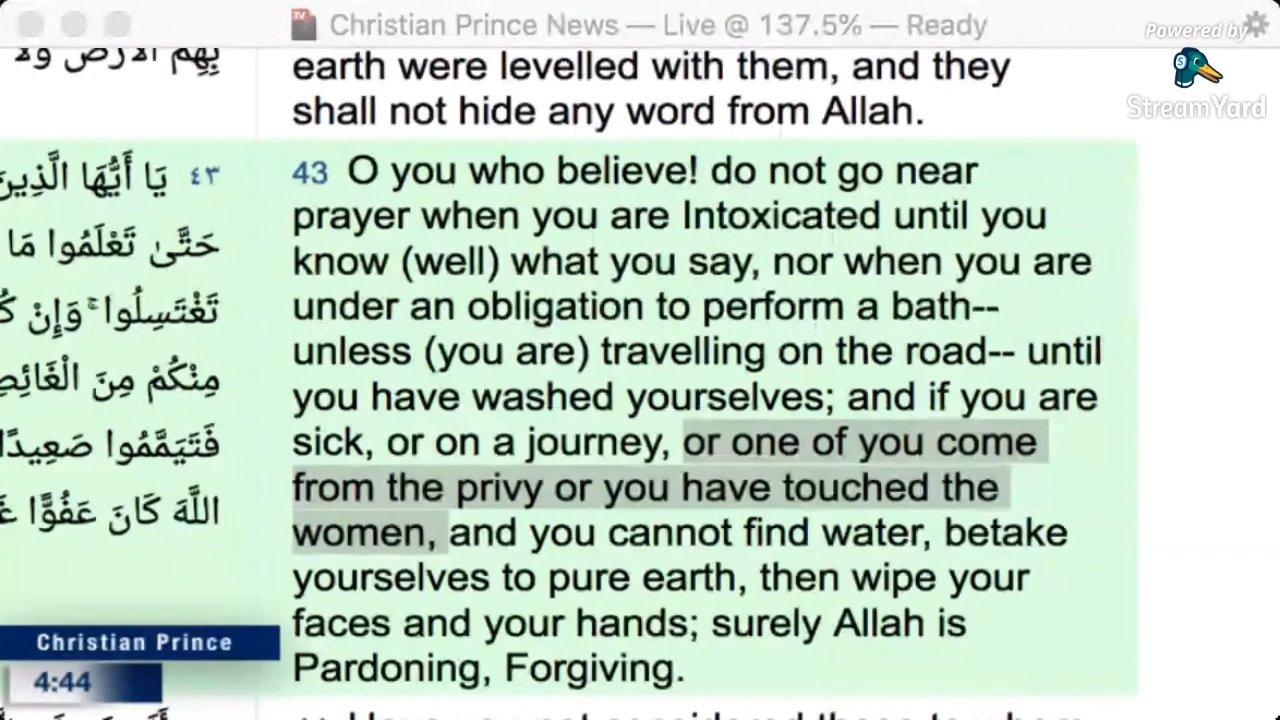 Christian Prince News — Live @ 137.5% — Ready
Powered by
StreamYard
earth were levelled with them, and they
shall not hide any word from Allah.
43 O you who believe! do not go near
prayer when you are Intoxicated until you
know (well) what you say, nor when you are
under an obligation to perform a bath--
unless (you are) travelling on the road-- until
you have washed yourselves; and if you are
sick, or on a journey, or one of you come
from the privy or you have touched the
women, and you cannot find water, betake
yourselves to pure earth, then wipe your
faces and your hands; surely Allah is
Pardoning, Forgiving.
بِهِمُ الْأَرْضُ وَلَا
٤٣ يَا أَيُّهَا الَّذِينَ
حَتَّىٰ تَعْلَمُوا مَا
تَغْتَسِلُوا ۚ وَإِنْ
مِنْكُمْ مِنَ
فَتَيَمَّمُوا صَعِيدًا
اللَّهَ كَانَ عَفُوًّا
Christian Prince
4:44